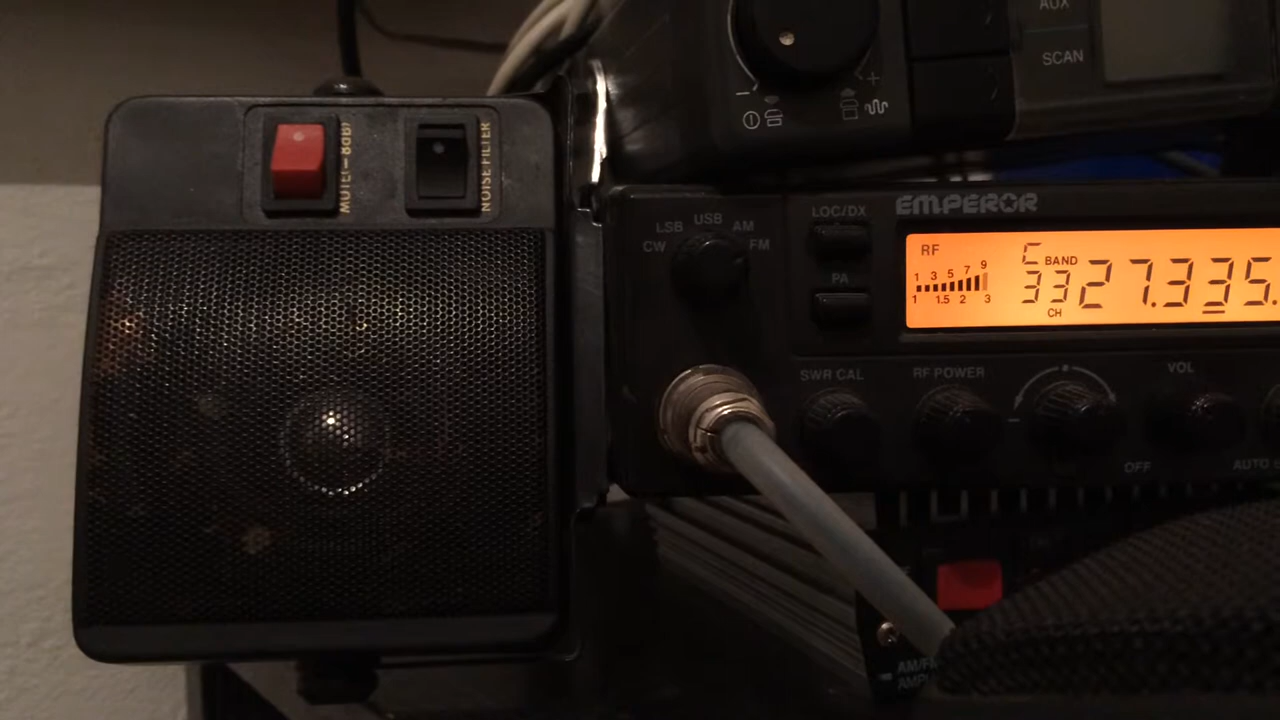 AUX
SCAN
MUTE(-8dB)
NOISE FILTER
EMPEROR
LSB USB AM
CW FM
LOC/DX
PA
RF
1 3 5 7 9
1 1.5 2 3
C BAND
33 27.335.
CH
SWR CAL
RF POWER
VOL
OFF
AUTO
AM/FM